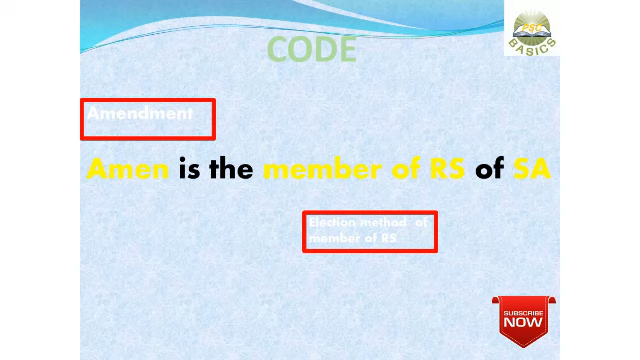 CODE
PSC
BASICS
Amendment
Amen is the member of RS of SA
Election method of
member of RS
SUBSCRIBE
NOW